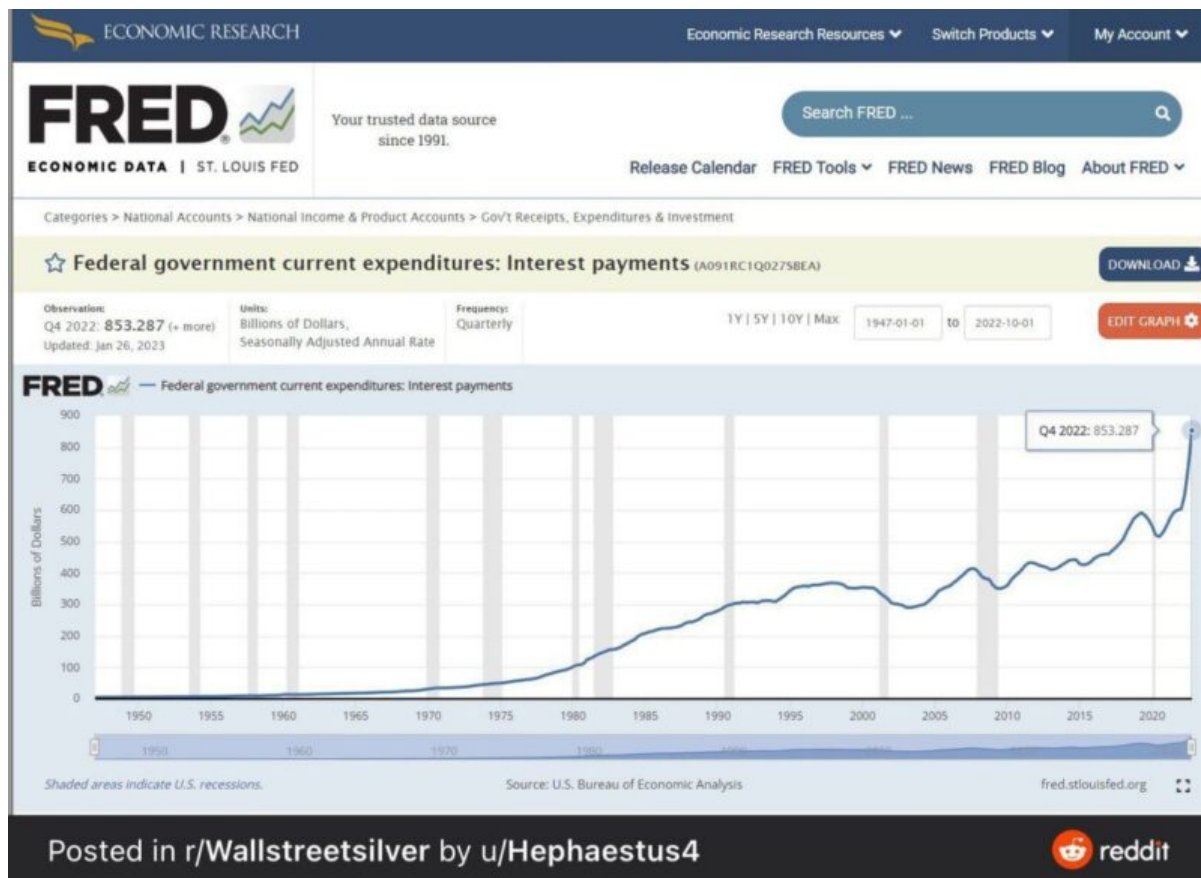 ECONOMIC RESEARCH
Economic Research Resources
Switch Products
My Account
FRED®
ECONOMIC DATA | ST. LOUIS FED
Your trusted data source
since 1991.
Search FRED ...
Release Calendar FRED Tools FRED News FRED Blog About FRED
Categories > National Accounts > National Income & Product Accounts > Gov't Receipts, Expenditures & Investment
Federal government current expenditures: Interest payments (A091RC1Q027SBEA)
DOWNLOAD
Observation:
Q4 2022: 853.287 (+ more)
Updated: Jan 26, 2023
Units:
Billions of Dollars,
Seasonally Adjusted Annual Rate
Frequency:
Quarterly
1Y | 5Y | 10Y | Max
1947-01-01 to 2022-10-01
EDIT GRAPH
FRED — Federal government current expenditures: Interest payments
Billions of Dollars
900
800
700
600
500
400
300
200
100
0
Q4 2022: 853.287
1950 1955 1960 1965 1970 1975 1980 1985 1990 1995 2000 2005 2010 2015 2020
1950 1960 1970 1980
Shaded areas indicate U.S. recessions.
Source: U.S. Bureau of Economic Analysis
fred.stlouisfed.org
Posted in r/Wallstreetsilver by u/Hephaestus4
reddit